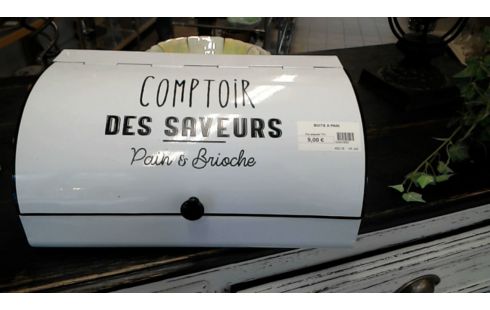 COMPTOIR
DES SAVEURS
Pain & Brioche
BOITE A PAIN
9,00 €